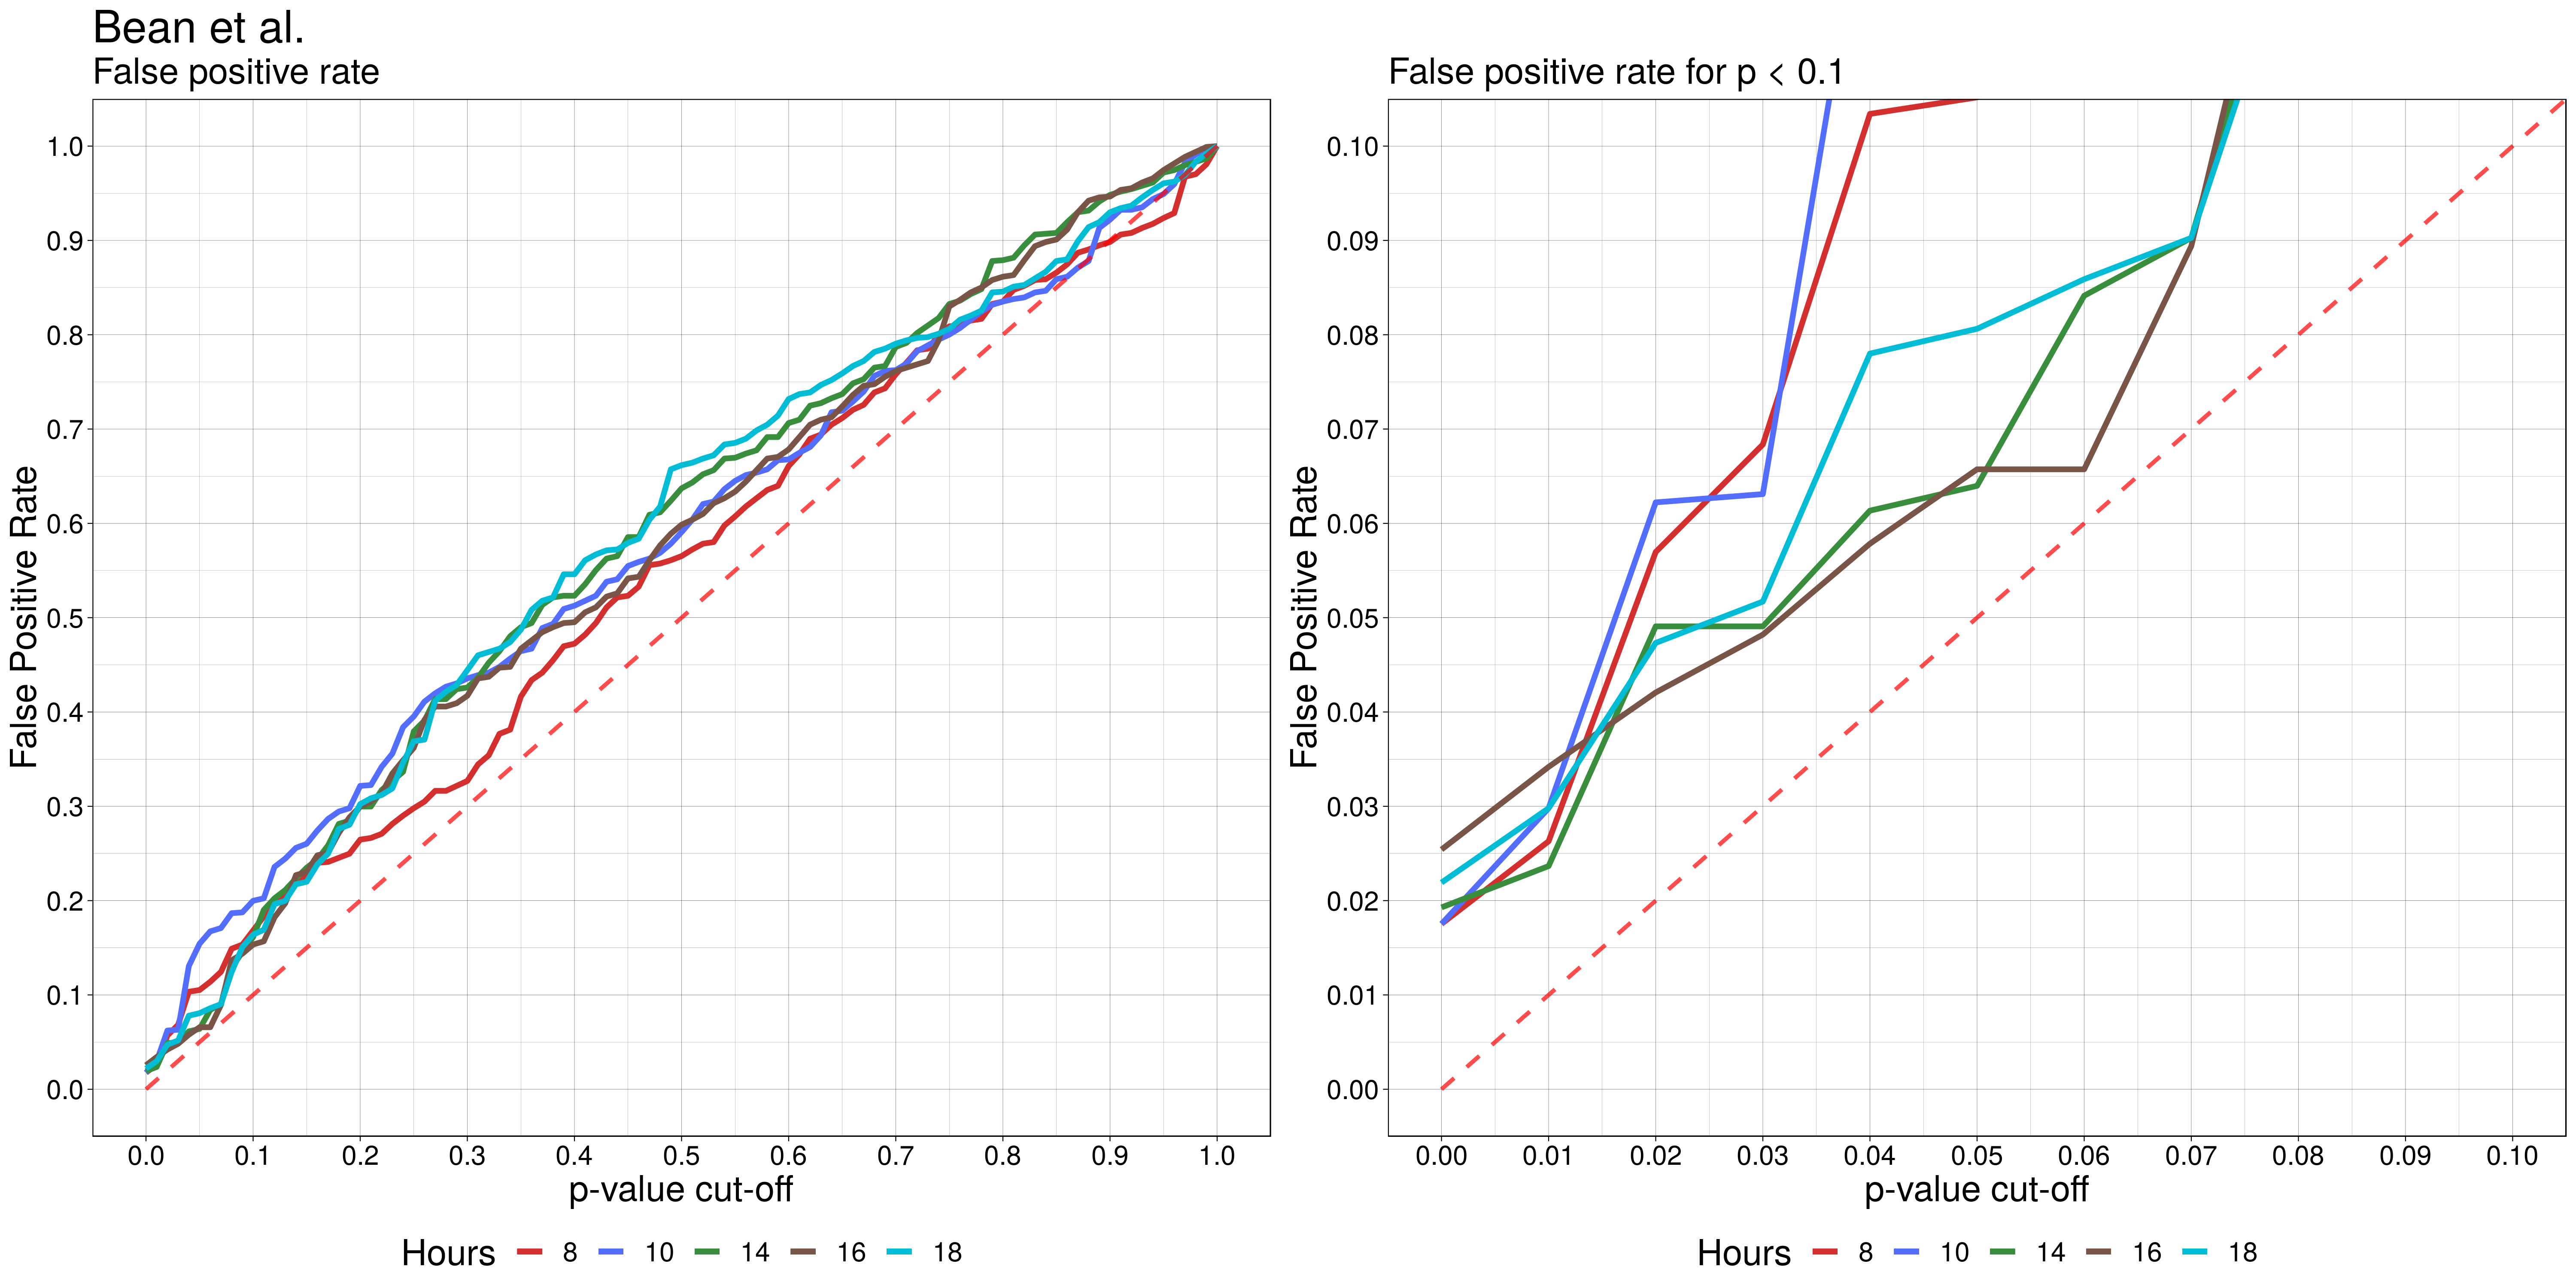 Bean et al.
False positive rate
False Positive Rate
1.0
0.9
0.8
0.7
0.6
0.5
0.4
0.3
0.2
0.1
0.0
0.0 0.1 0.2 0.3 0.4 0.5 0.6 0.7 0.8 0.9 1.0
p-value cut-off
Hours 8 10 14 16 18
False positive rate for p < 0.1
False Positive Rate
0.10
0.09
0.08
0.07
0.06
0.05
0.04
0.03
0.02
0.01
0.00
0.00 0.01 0.02 0.03 0.04 0.05 0.06 0.07 0.08 0.09 0.10
p-value cut-off
Hours 8 10 14 16 18